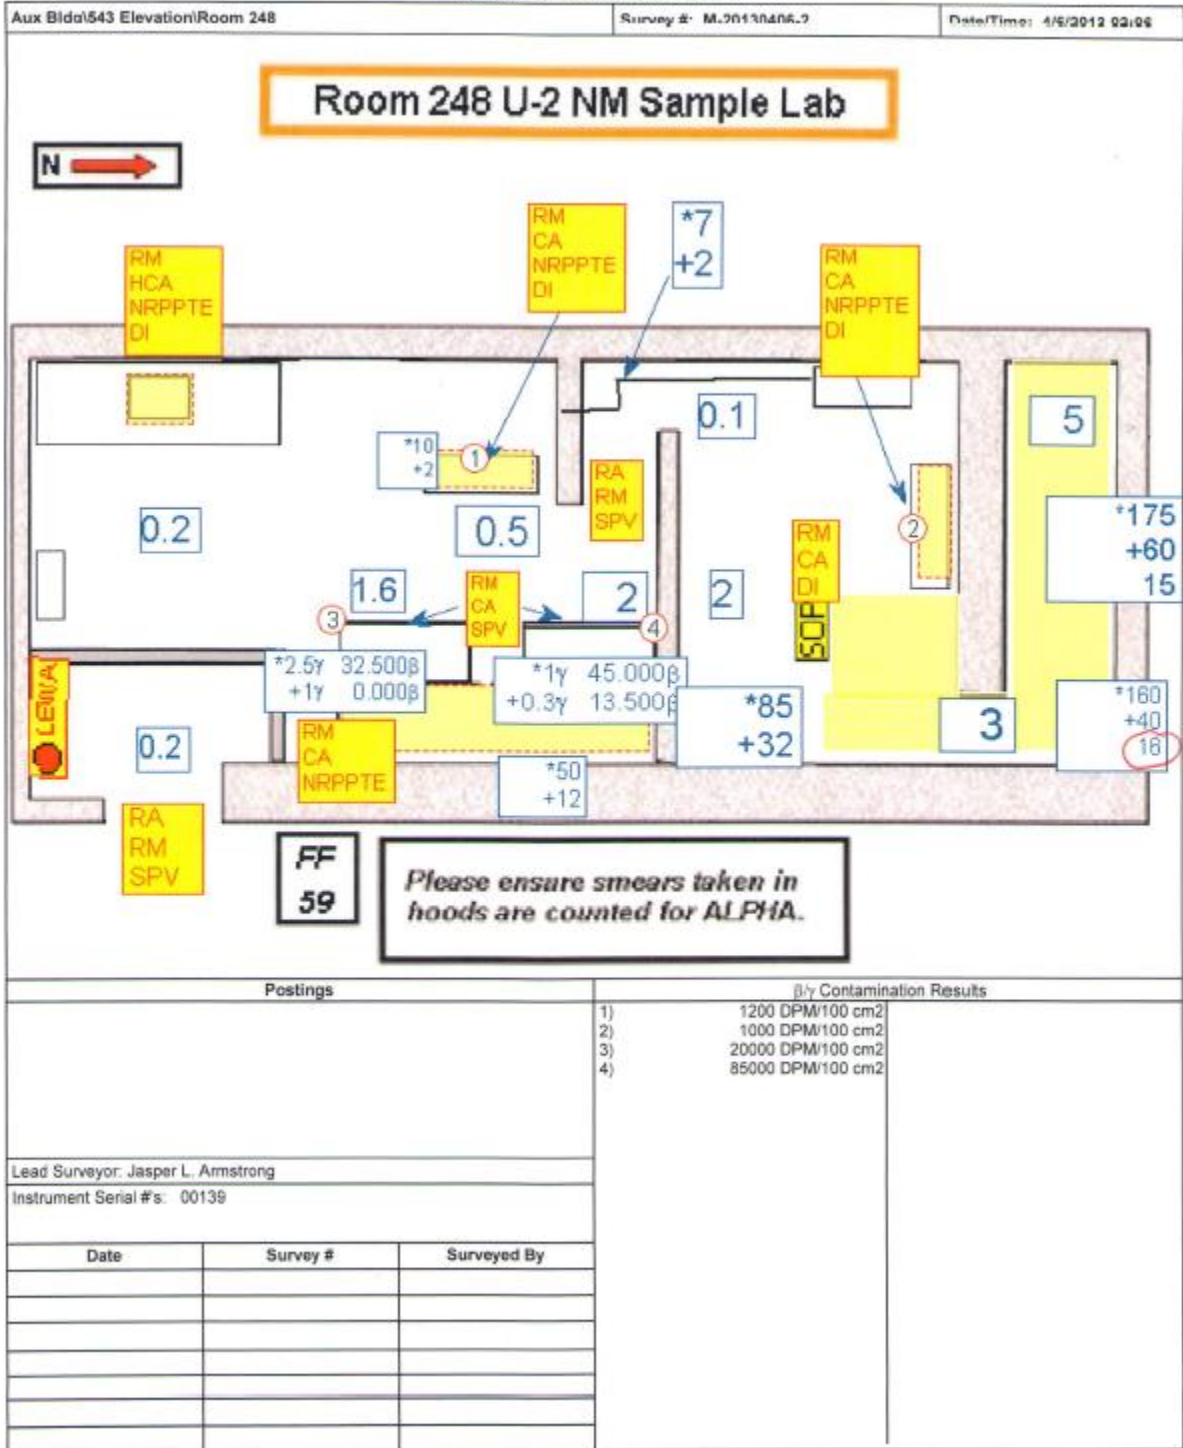 Aux Bldg\543 Elevation\Room 248
Survey #: M-20130406-2
Date/Time: 4/6/2013
Room 248 U-2 NM Sample Lab
N
RM
HCA
NRPPTE
DI
RM
CA
NRPPTE
DI
*7
+2
RM
CA
NRPPTE
DI
0.1
5
*10
+2
1
RA
RM
SPV
0.2
0.5
2
RM
CA
DI
*175
+60
15
1.6
RM
CA
SPV
2
2
SOP
3
4
*2.5γ 32.500β
+1γ 0.000β
*1γ 45.000β
+0.3γ 13.500β
LEWA
0.2
RM
CA
NRPPTE
*85
+32
3
*160
+40
16
*50
+12
RA
RM
SPV
FF
59
Please ensure smears taken in
hoods are counted for ALPHA.
Postings
β/γ Contamination Results
1) 1200 DPM/100 cm2
2) 1000 DPM/100 cm2
3) 20000 DPM/100 cm2
4) 85000 DPM/100 cm2
Lead Surveyor: Jasper L. Armstrong
Instrument Serial #'s: 00139
Date Survey # Surveyed By